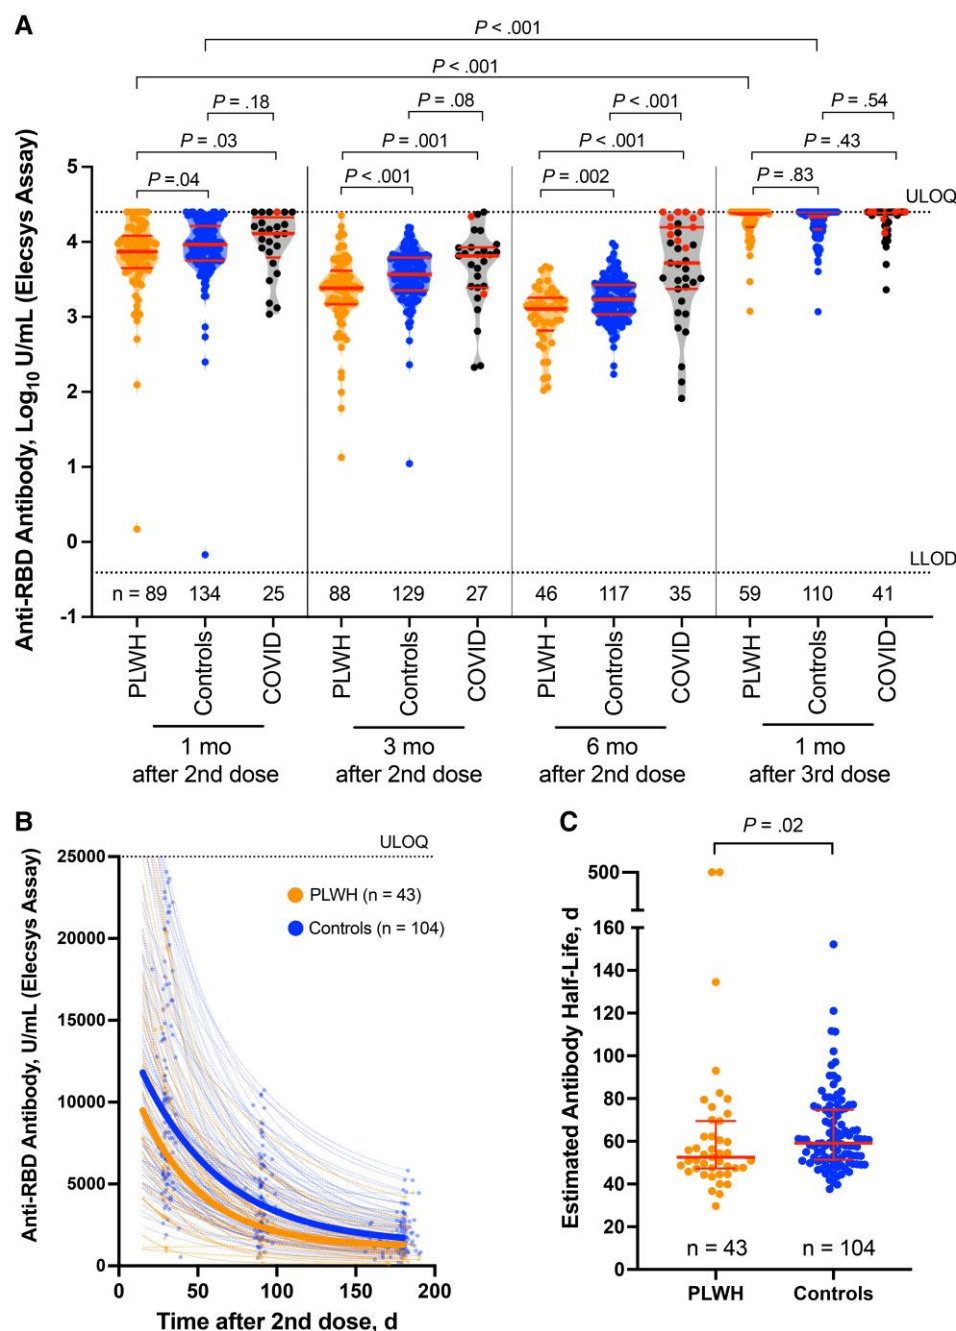 A
P < .001
P < .001
P = .18
P = .08
P < .001
P = .54
P = .03
P = .001
P < .001
P = .43
P =.04
P <.001
P = .002
P = .83
Anti-RBD Antibody, Log10 U/mL (Elecsys Assay)
5
4
3
2
1
0
-1
ULOQ
LLOD
n = 89 134 25 88 129 27 46 117 35 59 110 41
PLWH Controls COVID PLWH Controls COVID PLWH Controls COVID PLWH Controls COVID
1 mo 3 mo 6 mo 1 mo
after 2nd dose after 2nd dose after 2nd dose after 3rd dose
B
ULOQ
Anti-RBD Antibody, U/mL (Elecsys Assay)
25000
20000
15000
10000
5000
0
PLWH (n = 43)
Controls (n = 104)
0 50 100 150 200
Time after 2nd dose, d
C
P = .02
Estimated Antibody Half-Life, d
500
160
140
120
100
80
60
40
20
0
n = 43 n = 104
PLWH Controls